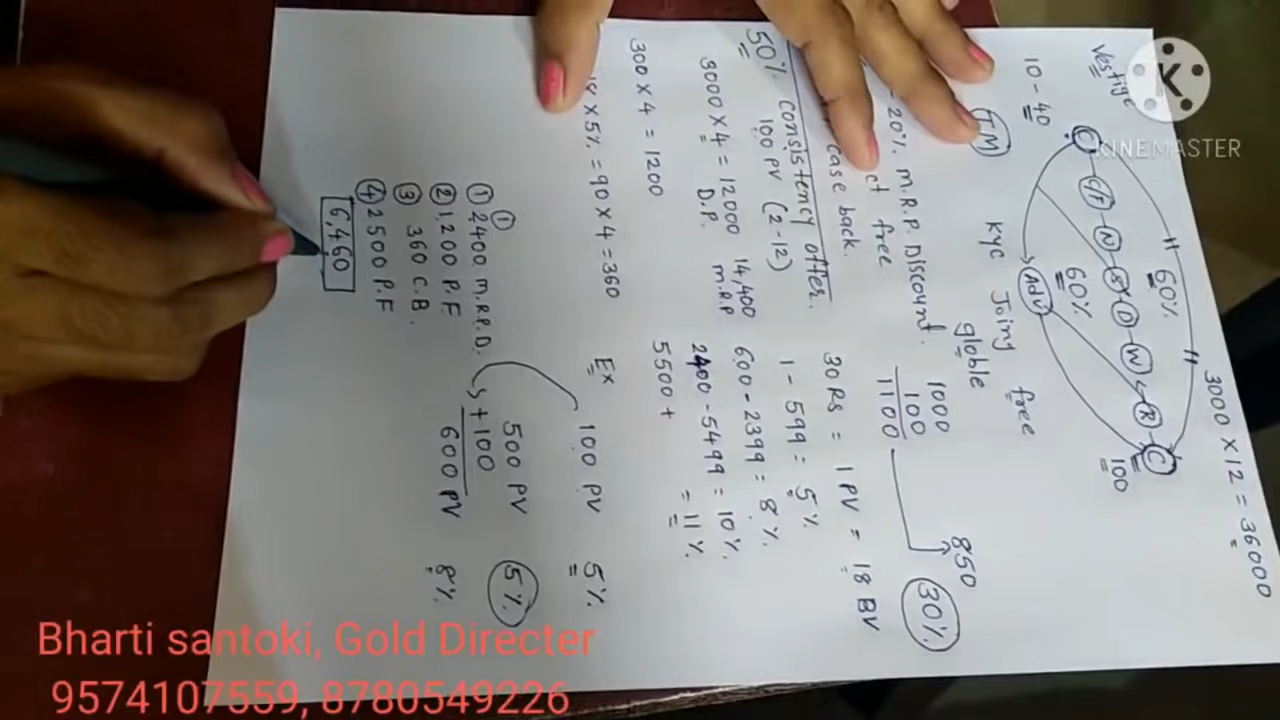 3000 × 12 = 36000
Vestige
10 - 40
C
C/F
N
S
D
W
R
C
100
60%
60%
TM
Adv
KYC Joing free
globle
20% M.R.P. Discount.
ct free
case back.
1000
100
1100
850
30%
50% consistency offer.
100 PV (2-12)
3000 × 4 = 12000 14,400
D.P. M.R.P
300 × 4 = 1200
× 5% = 90 × 4 = 360
30 Rs = 1 PV = 18 BV
1 - 599 = 5%
600 - 2399 = 8%.
2400 - 5499 = 10%.
5500 + = 11%.
Ex 100 PV 5%
500 PV 5%
+ 100
600 PV 8%
①
① 2400 M.R.P.D.
② 1,200 P.F
③ 360 C.B.
④ 2500 P.F
6,460
K
KINEMASTER
Bharti santoki, Gold Directer
9574107559, 8780549226